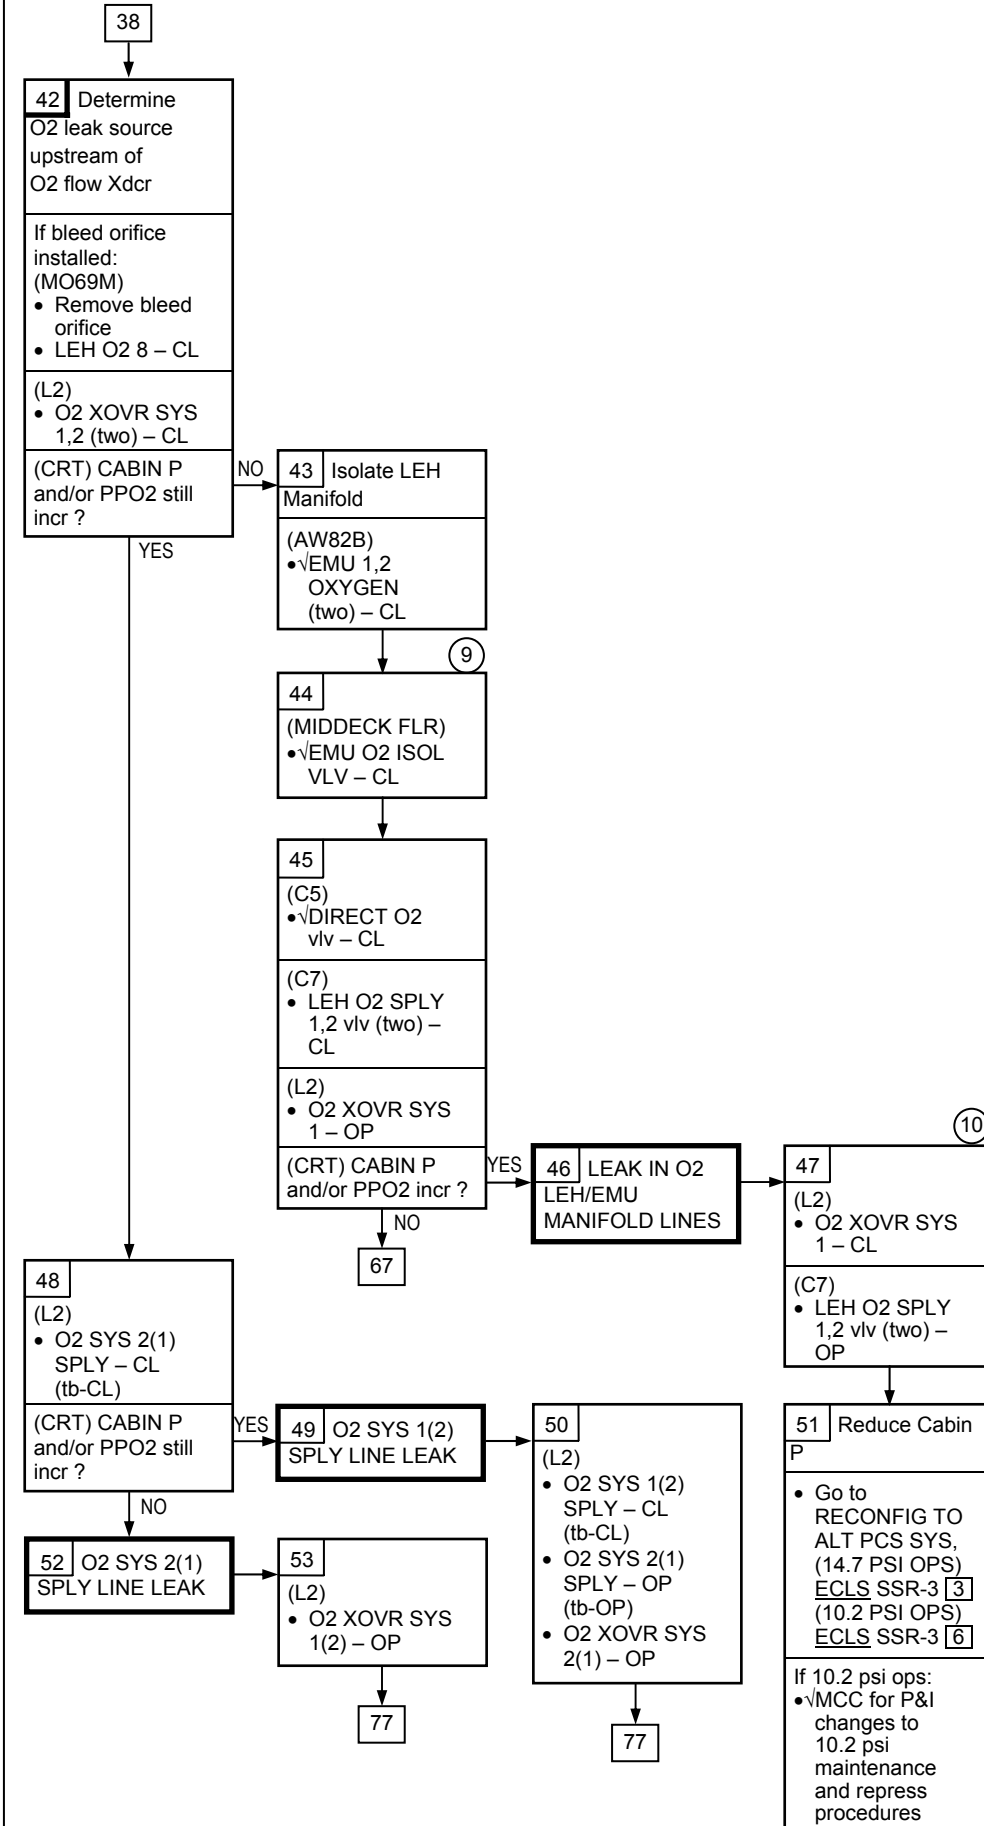 38
42 Determine
O2 leak source
upstream of
O2 flow Xdcr
If bleed orifice
installed:
(MO69M)
• Remove bleed
orifice
• LEH O2 8 – CL
(L2)
• O2 XOVR SYS
1,2 (two) – CL
(CRT) CABIN P
and/or PPO2 still
incr ?
NO
YES
43 Isolate LEH
Manifold
(AW82B)
•√EMU 1,2
OXYGEN
(two) – CL
9
44
(MIDDECK FLR)
•√EMU O2 ISOL
VLV – CL
45
(C5)
•√DIRECT O2
vlv – CL
(C7)
• LEH O2 SPLY
1,2 vlv (two) –
CL
(L2)
• O2 XOVR SYS
1 – OP
(CRT) CABIN P
and/or PPO2 incr ?
YES
NO
67
46 LEAK IN O2
LEH/EMU
MANIFOLD LINES
10
47
(L2)
• O2 XOVR SYS
1 – CL
(C7)
• LEH O2 SPLY
1,2 vlv (two) –
OP
48
(L2)
• O2 SYS 2(1)
SPLY – CL
(tb-CL)
(CRT) CABIN P
and/or PPO2 still
incr ?
YES
NO
49 O2 SYS 1(2)
SPLY LINE LEAK
50
(L2)
• O2 SYS 1(2)
SPLY – CL
(tb-CL)
• O2 SYS 2(1)
SPLY – OP
(tb-OP)
• O2 XOVR SYS
2(1) – OP
77
51 Reduce Cabin
P
• Go to
RECONFIG TO
ALT PCS SYS,
(14.7 PSI OPS)
ECLS SSR-3 3
(10.2 PSI OPS)
ECLS SSR-3 6
If 10.2 psi ops:
•√MCC for P&I
changes to
10.2 psi
maintenance
and repress
procedures
52 O2 SYS 2(1)
SPLY LINE LEAK
53
(L2)
• O2 XOVR SYS
1(2) – OP
77